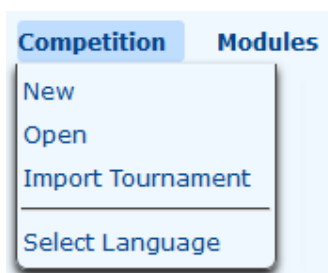 Competition Modules
New
Open
Import Tournament
Select Language